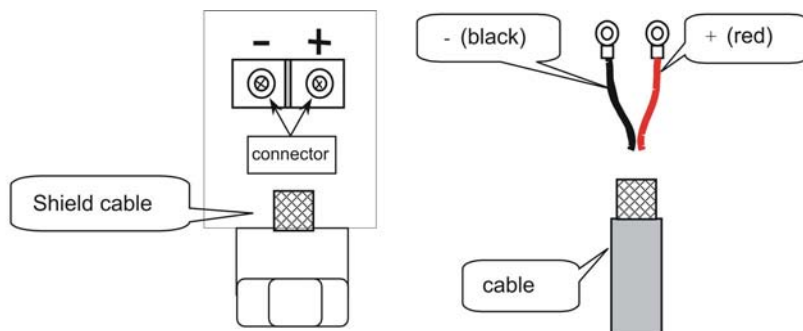 - +
connector
Shield cable
- (black)
+ (red)
cable